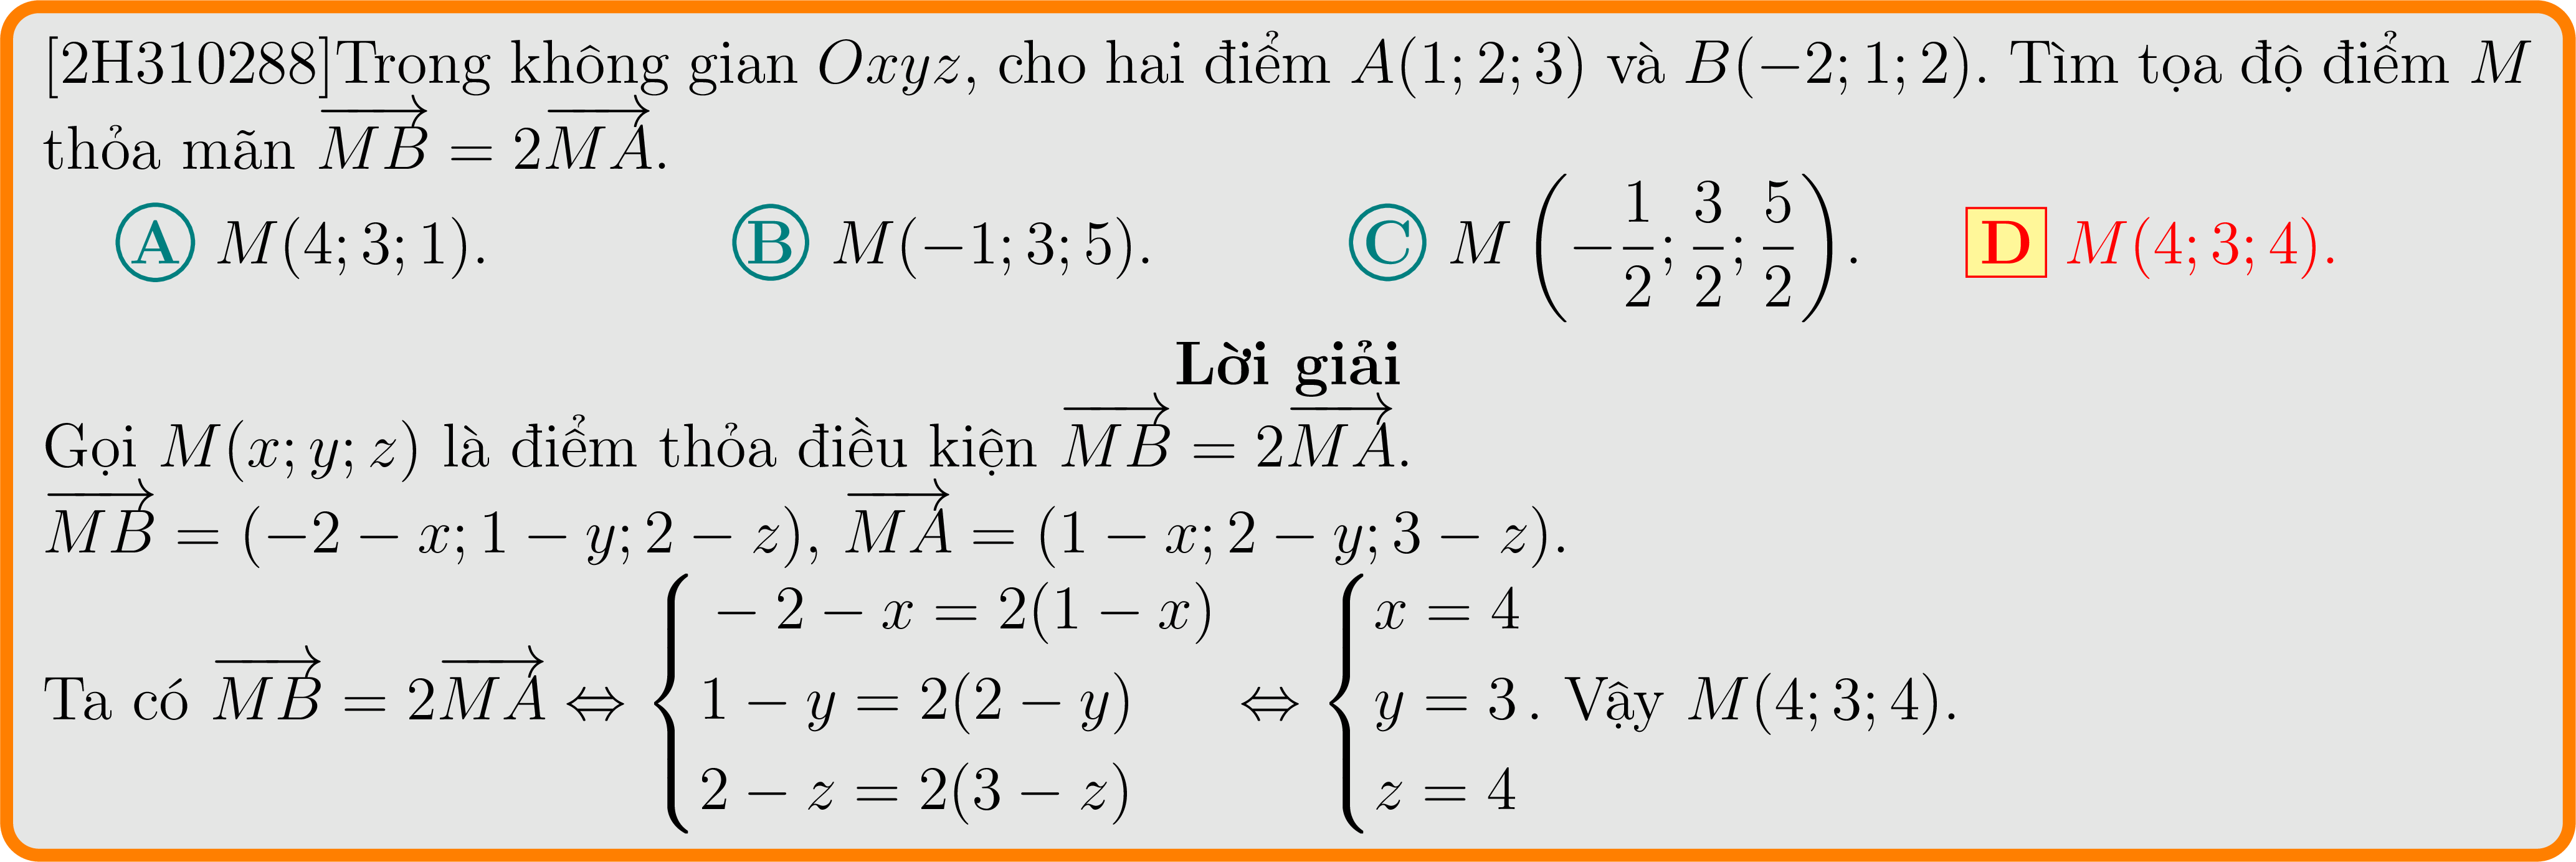 [2H310288]Trong không gian $Oxyz$, cho hai điểm $A(1;2;3)$ và $B(-2;1;2)$. Tìm tọa độ điểm $M$
thỏa mãn $\overrightarrow{MB} = 2\overrightarrow{MA}$.
A $M(4;3;1)$. B $M(-1;3;5)$. C $M\left(-\dfrac{1}{2};\dfrac{3}{2};\dfrac{5}{2}\right)$. D $M(4;3;4)$.
Lời giải
Gọi $M(x;y;z)$ là điểm thỏa điều kiện $\overrightarrow{MB} = 2\overrightarrow{MA}$.
$\overrightarrow{MB} = (-2-x;1-y;2-z)$, $\overrightarrow{MA} = (1-x;2-y;3-z)$.
Ta có $\overrightarrow{MB} = 2\overrightarrow{MA} \Leftrightarrow \begin{cases} -2-x = 2(1-x) \\ 1-y = 2(2-y) \\ 2-z = 2(3-z) \end{cases} \Leftrightarrow \begin{cases} x = 4 \\ y = 3 \\ z = 4 \end{cases}$. Vậy $M(4;3;4)$.